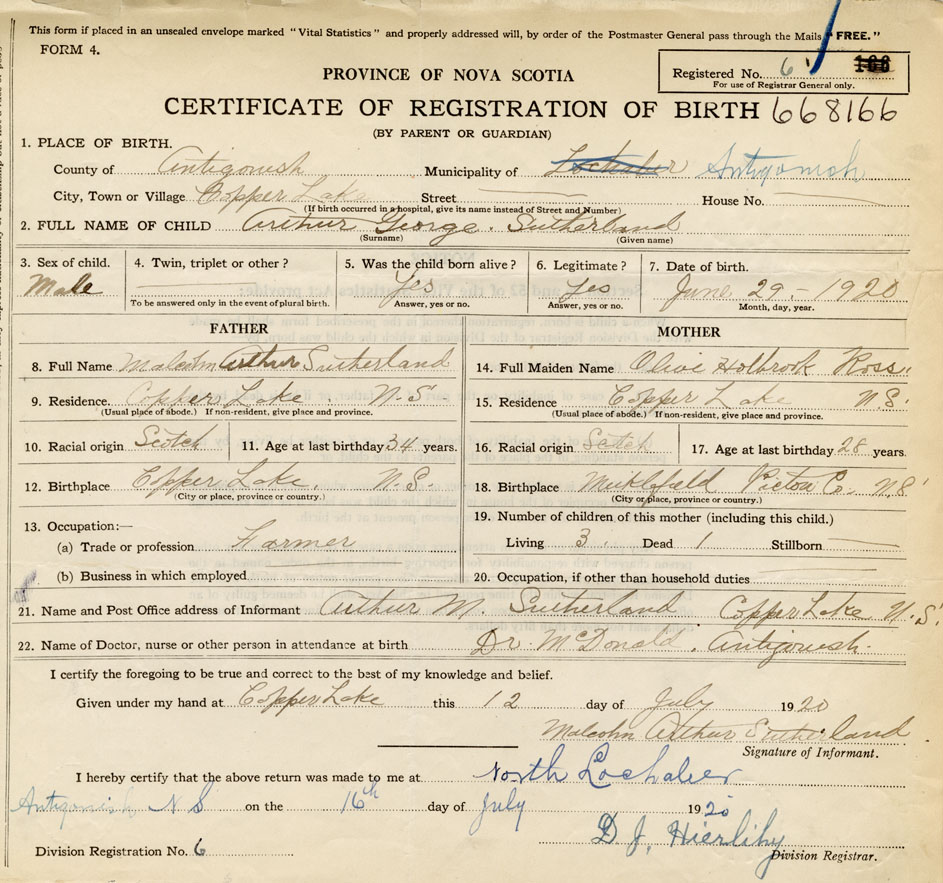 This form if placed in an unsealed envelope marked "Vital Statistics" and properly addressed will, by order of the Postmaster General pass through the Mails "FREE."
FORM 4.
PROVINCE OF NOVA SCOTIA
Registered No. 6 166
For use of Registrar General only.
CERTIFICATE OF REGISTRATION OF BIRTH 668166
(BY PARENT OR GUARDIAN)
1. PLACE OF BIRTH.
County of Antigonish Municipality of Lochaber Antigonish
City, Town or Village Copper Lake Street House No.
(If birth occurred in a hospital, give its name instead of Street and Number)
2. FULL NAME OF CHILD Arthur George. Sutherland
(Surname) (Given name)
3. Sex of child. 4. Twin, triplet or other? 5. Was the child born alive? 6. Legitimate? 7. Date of birth.
Male Yes Yes June 29 - 1920
To be answered only in the event of plural birth. Answer, yes or no. Answer, yes or no. Month, day, year.
FATHER MOTHER
8. Full Name Malcolm Arthur Sutherland 14. Full Maiden Name Olive Holbrook Ross
9. Residence. Copper Lake N.S 15. Residence Copper Lake N.S.
(Usual place of abode.) If non-resident, give place and province. (Usual place of abode.) If non-resident, give place and province.
10. Racial origin Scotch 11. Age at last birthday 34 years. 16. Racial origin Scotch 17. Age at last birthday 28 years.
12. Birthplace Copper Lake. N.S. 18. Birthplace Pictou Co. N.S
(City or place, province or country.) (City or place, province or country.)
13. Occupation:— 19. Number of children of this mother (including this child.)
(a) Trade or profession Farmer Living 3. Dead 1 Stillborn
(b) Business in which employed 20. Occupation, if other than household duties
21. Name and Post Office address of Informant Arthur M. Sutherland Copper Lake N.S.
22. Name of Doctor, nurse or other person in attendance at birth Dr McDonald. Antigonish.
I certify the foregoing to be true and correct to the best of my knowledge and belief.
Given under my hand at Copper Lake this 12 day of July 1920
Malcolm Arthur Sutherland
Signature of Informant.
I hereby certify that the above return was made to me at North Lochaber
Antigonish N S on the 16th day of July 1920
D J. Hierlihy
Division Registration No. 6 Division Registrar.